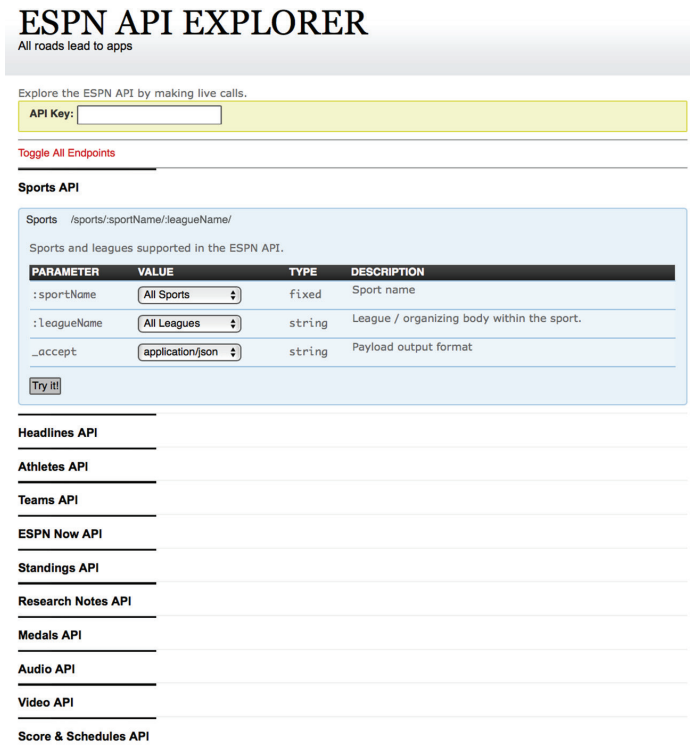 ESPN API EXPLORER
All roads lead to apps
Explore the ESPN API by making live calls.
API Key:
Toggle All Endpoints
Sports API
Sports /sports/:sportName/:leagueName/
Sports and leagues supported in the ESPN API.
PARAMETER VALUE TYPE DESCRIPTION
:sportName All Sports fixed Sport name
:leagueName All Leagues string League / organizing body within the sport.
_accept application/json string Payload output format
Try it!
Headlines API
Athletes API
Teams API
ESPN Now API
Standings API
Research Notes API
Medals API
Audio API
Video API
Score & Schedules API